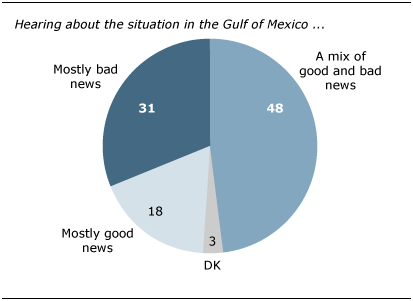 Hearing about the situation in the Gulf of Mexico ...
Mostly bad
news
31
A mix of
good and bad
news
48
18
Mostly good
news
3
DK